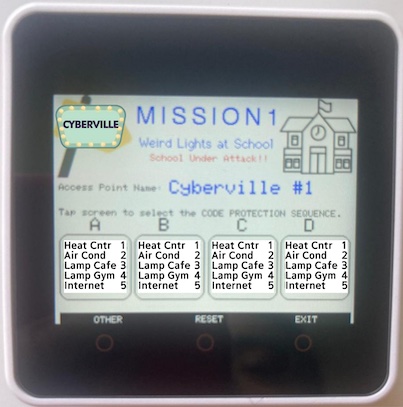 CYBERVILLE
MISSION1
Weird Lights at School
School Under Attack!!
Access Point Name: Cyberville #1
Tap screen to select the CODE PROTECTION SEQUENCE.
A B C D
Heat Cntr 1 Heat Cntr 1 Heat Cntr 1 Heat Cntr 1
Air Cond 2 Air Cond 2 Air Cond 2 Air Cond 2
Lamp Cafe 3 Lamp Cafe 3 Lamp Cafe 3 Lamp Cafe 3
Lamp Gym 4 Lamp Gym 4 Lamp Gym 4 Lamp Gym 4
Internet 5 Internet 5 Internet 5 Internet 5
OTHER RESET EXIT